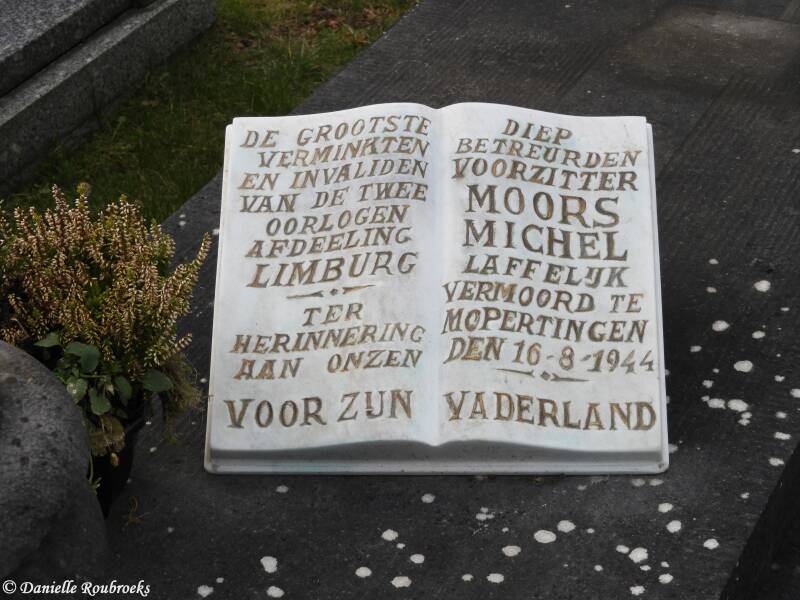 DE GROOTSTE
VERMINKTEN
EN INVALIDEN
VAN DE TWEE
OORLOGEN
AFDEELING
LIMBURG
TER
HERINNERING
AAN ONZEN
VOOR ZIJN
DIEP
BETREURDEN
VOORZITTER
MOORS
MICHEL
LAFFELIJK
VERMOORD TE
MOPERTINGEN
DEN 16-8-1944
VADERLAND
© Danielle Roubroeks